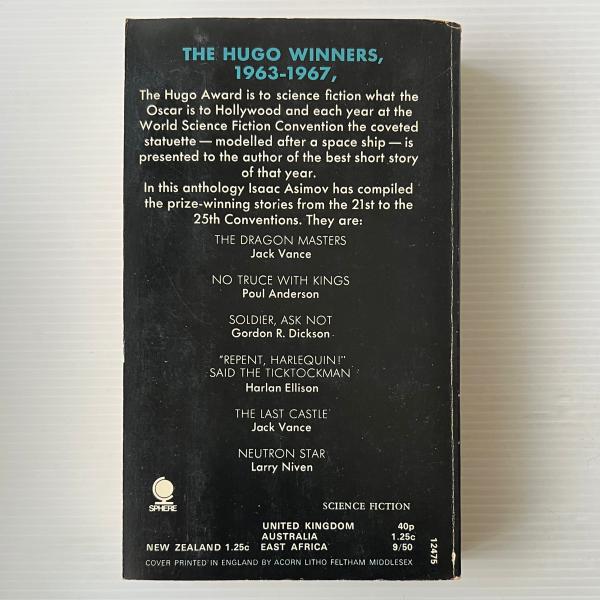 THE HUGO WINNERS,
1963-1967,
The Hugo Award is to science fiction what the
Oscar is to Hollywood and each year at the
World Science Fiction Convention the coveted
statuette — modelled after a space ship — is
presented to the author of the best short story
of that year.
In this anthology Isaac Asimov has compiled
the prize-winning stories from the 21st to the
25th Conventions. They are:
THE DRAGON MASTERS
Jack Vance
NO TRUCE WITH KINGS
Poul Anderson
SOLDIER, ASK NOT
Gordon R. Dickson
"REPENT, HARLEQUIN!"
SAID THE TICKTOCKMAN
Harlan Ellison
THE LAST CASTLE
Jack Vance
NEUTRON STAR
Larry Niven
SPHERE
SCIENCE FICTION
UNITED KINGDOM 40p
AUSTRALIA 1.25c
NEW ZEALAND 1.25c EAST AFRICA 9/50
COVER PRINTED IN ENGLAND BY ACORN LITHO FELTHAM MIDDLESEX
12475